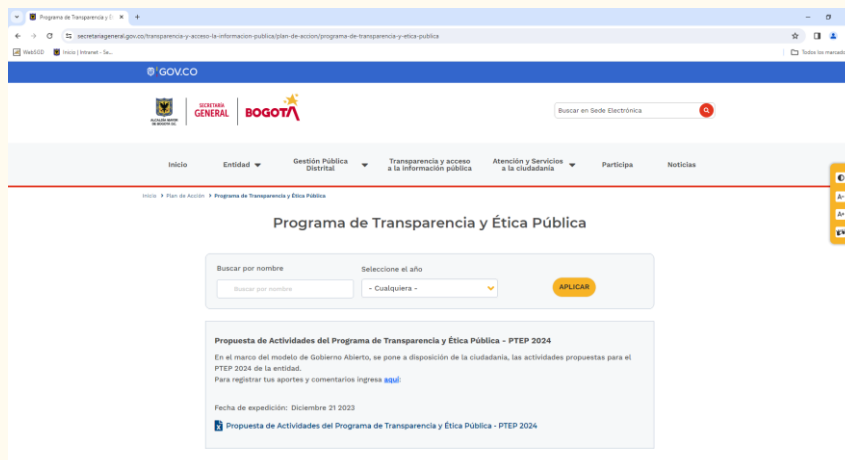 Programa de Transparencia y É
secretariageneral.gov.co/transparencia-y-acceso-la-informacion-publica/plan-de-accion/programa-de-transparencia-y-etica-publica
WebSGD Inicio | Intranet - Se...
Todos los marcado
GOV.CO
ALCALDÍA MAYOR
DE BOGOTÁ D.C.
SECRETARÍA
GENERAL
BOGOTÁ
Buscar en Sede Electrónica
Inicio Entidad Gestión Pública Distrital Transparencia y acceso a la información pública Atención y Servicios a la ciudadanía Participa Noticias
A-
A+
Inicio Plan de Acción Programa de Transparencia y Ética Pública
Programa de Transparencia y Ética Pública
Buscar por nombre Seleccione el año
Buscar por nombre - Cualquiera - APLICAR
Propuesta de Actividades del Programa de Transparencia y Ética Pública - PTEP 2024
En el marco del modelo de Gobierno Abierto, se pone a disposición de la ciudadanía, las actividades propuestas para el
PTEP 2024 de la entidad.
Para registrar tus aportes y comentarios ingresa aquí:
Fecha de expedición: Diciembre 21 2023
Propuesta de Actividades del Programa de Transparencia y Ética Pública - PTEP 2024